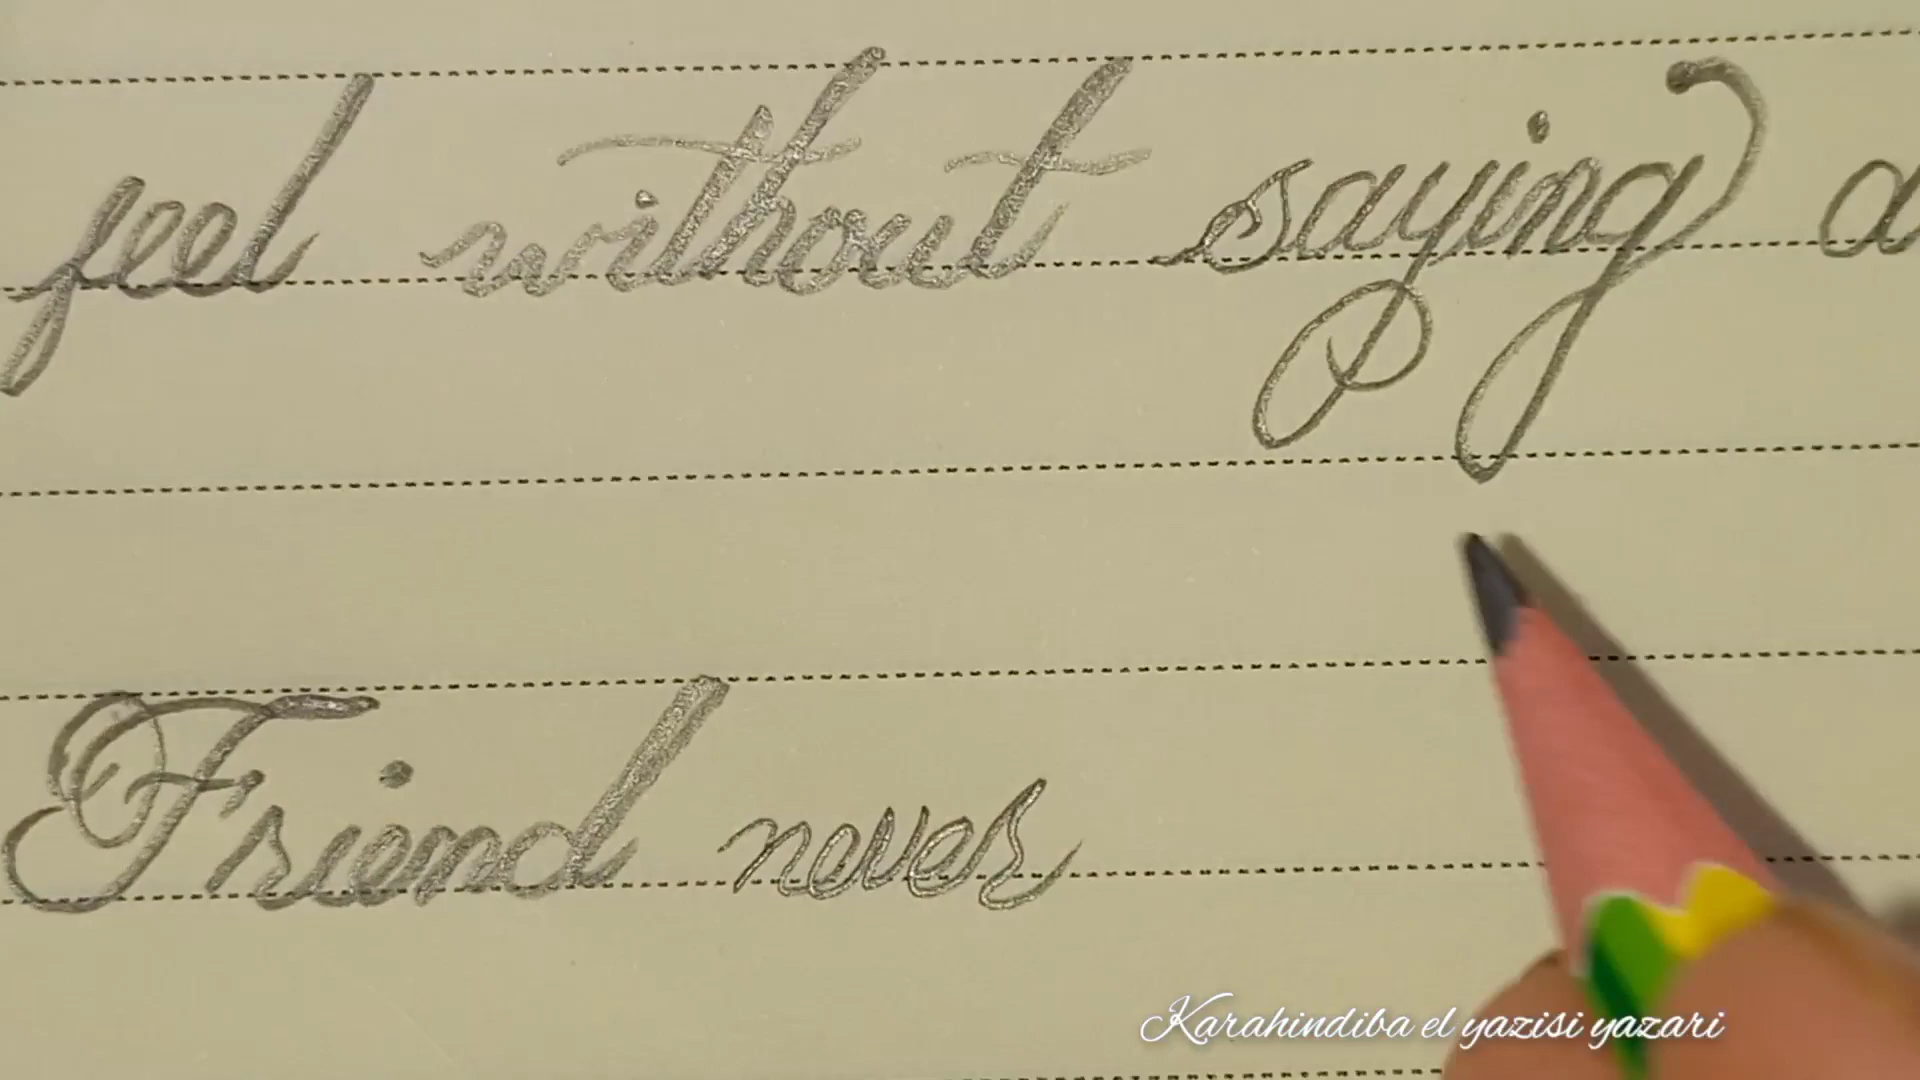 feel without saying
Friend never
Karahindiba el yazisi yazari